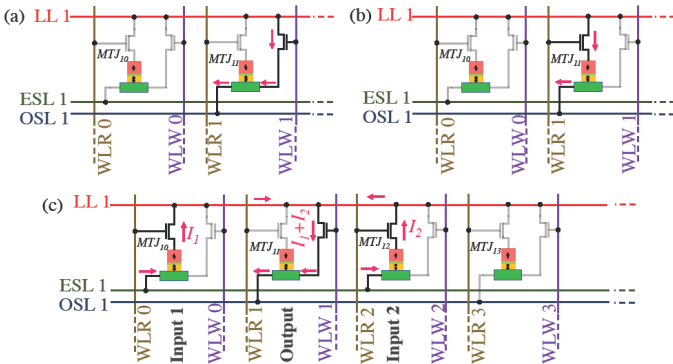 (a)
LL 1
MTJ10
MTJ11
ESL 1
OSL 1
WLR 0
WLW 0
WLR 1
WLW 1
(b)
LL 1
MTJ10
MTJ11
ESL 1
OSL 1
WLR 0
WLW 0
WLR 1
WLW 1
(c)
LL 1
MTJ10
I1
MTJ11
I1+I2
MTJ12
I2
MTJ13
ESL 1
OSL 1
WLR 0
Input 1
WLW 0
WLR 1
Output
WLW 1
WLR 2
Input 2
WLW 2
WLR 3
WLW 3